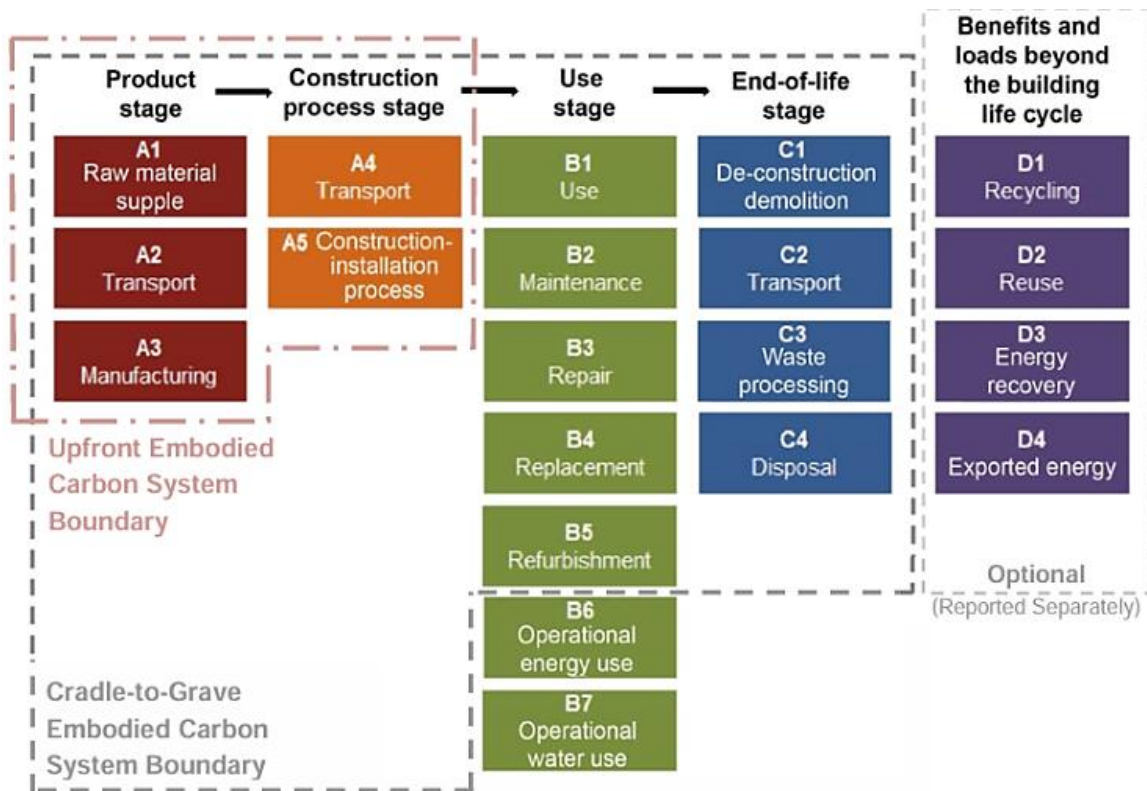 Product
stage
Construction
process stage
Use
stage
End-of-life
stage
Benefits and
loads beyond
the building
life cycle
A1
Raw material
supple
A2
Transport
A3
Manufacturing
A4
Transport
A5 Construction-
installation
process
B1
Use
B2
Maintenance
B3
Repair
B4
Replacement
B5
Refurbishment
B6
Operational
energy use
B7
Operational
water use
C1
De-construction
demolition
C2
Transport
C3
Waste
processing
C4
Disposal
D1
Recycling
D2
Reuse
D3
Energy
recovery
D4
Exported energy
Optional
(Reported Separately)
Upfront Embodied
Carbon System
Boundary
Cradle-to-Grave
Embodied Carbon
System Boundary